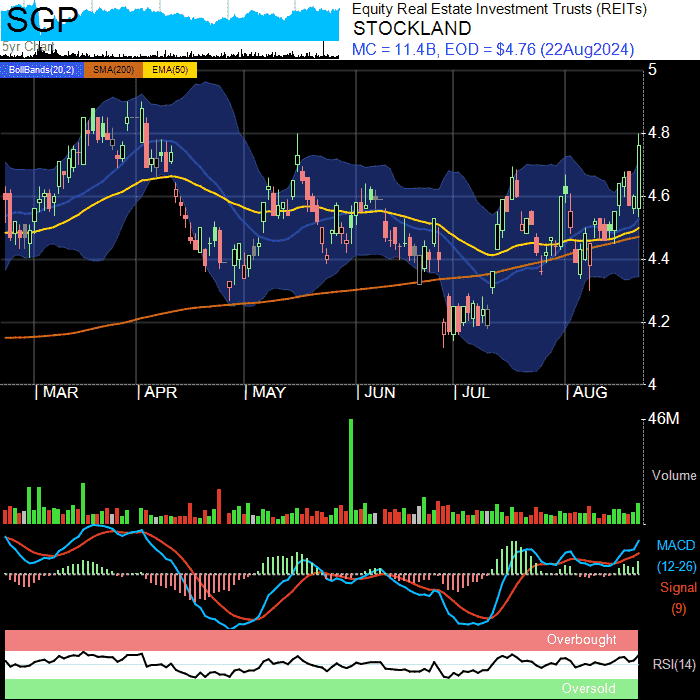 SGP
5yr Chart
Equity Real Estate Investment Trusts (REITs)
STOCKLAND
MC = 11.4B, EOD = $4.76 (22Aug2024)
BollBands(20,2) SMA(200) EMA(50)
5
4.8
4.6
4.4
4.2
4
| MAR | APR | MAY | JUN | JUL | AUG
46M
Volume
MACD
(12-26)
Signal
(9)
Overbought
RSI(14)
Oversold